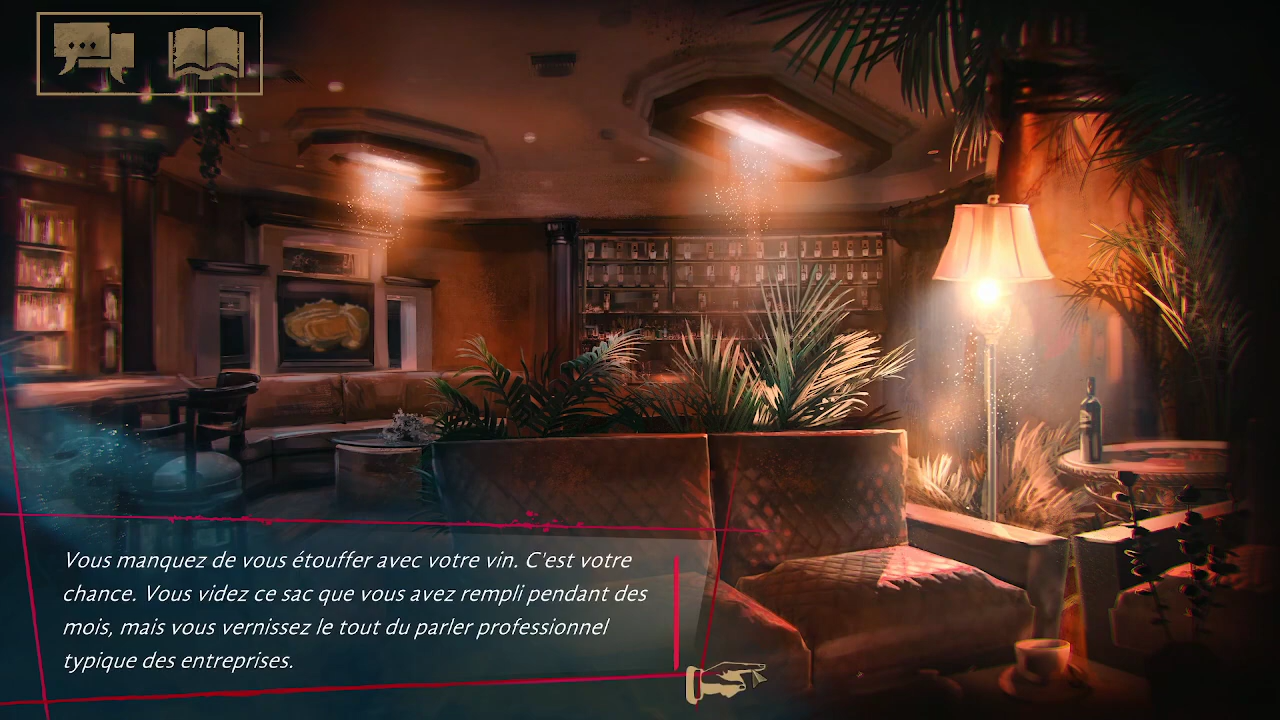 Vous manquez de vous étouffer avec votre vin. C'est votre
chance. Vous videz ce sac que vous avez rempli pendant des
mois, mais vous vernissez le tout du parler professionnel
typique des entreprises.